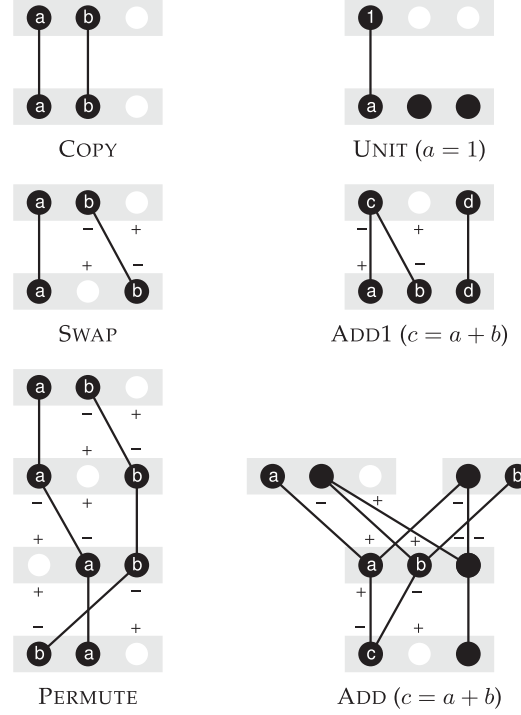 a b 1
a b a
COPY UNIT (a = 1)
a b c d
− + − +
+ − + −
a b a b d
SWAP ADD1 (c = a + b)
a b
− +
+ −
a b a b
− + − + −
+ − + + − −
a b a b
+ − + −
− + − +
b a c
PERMUTE ADD (c = a + b)